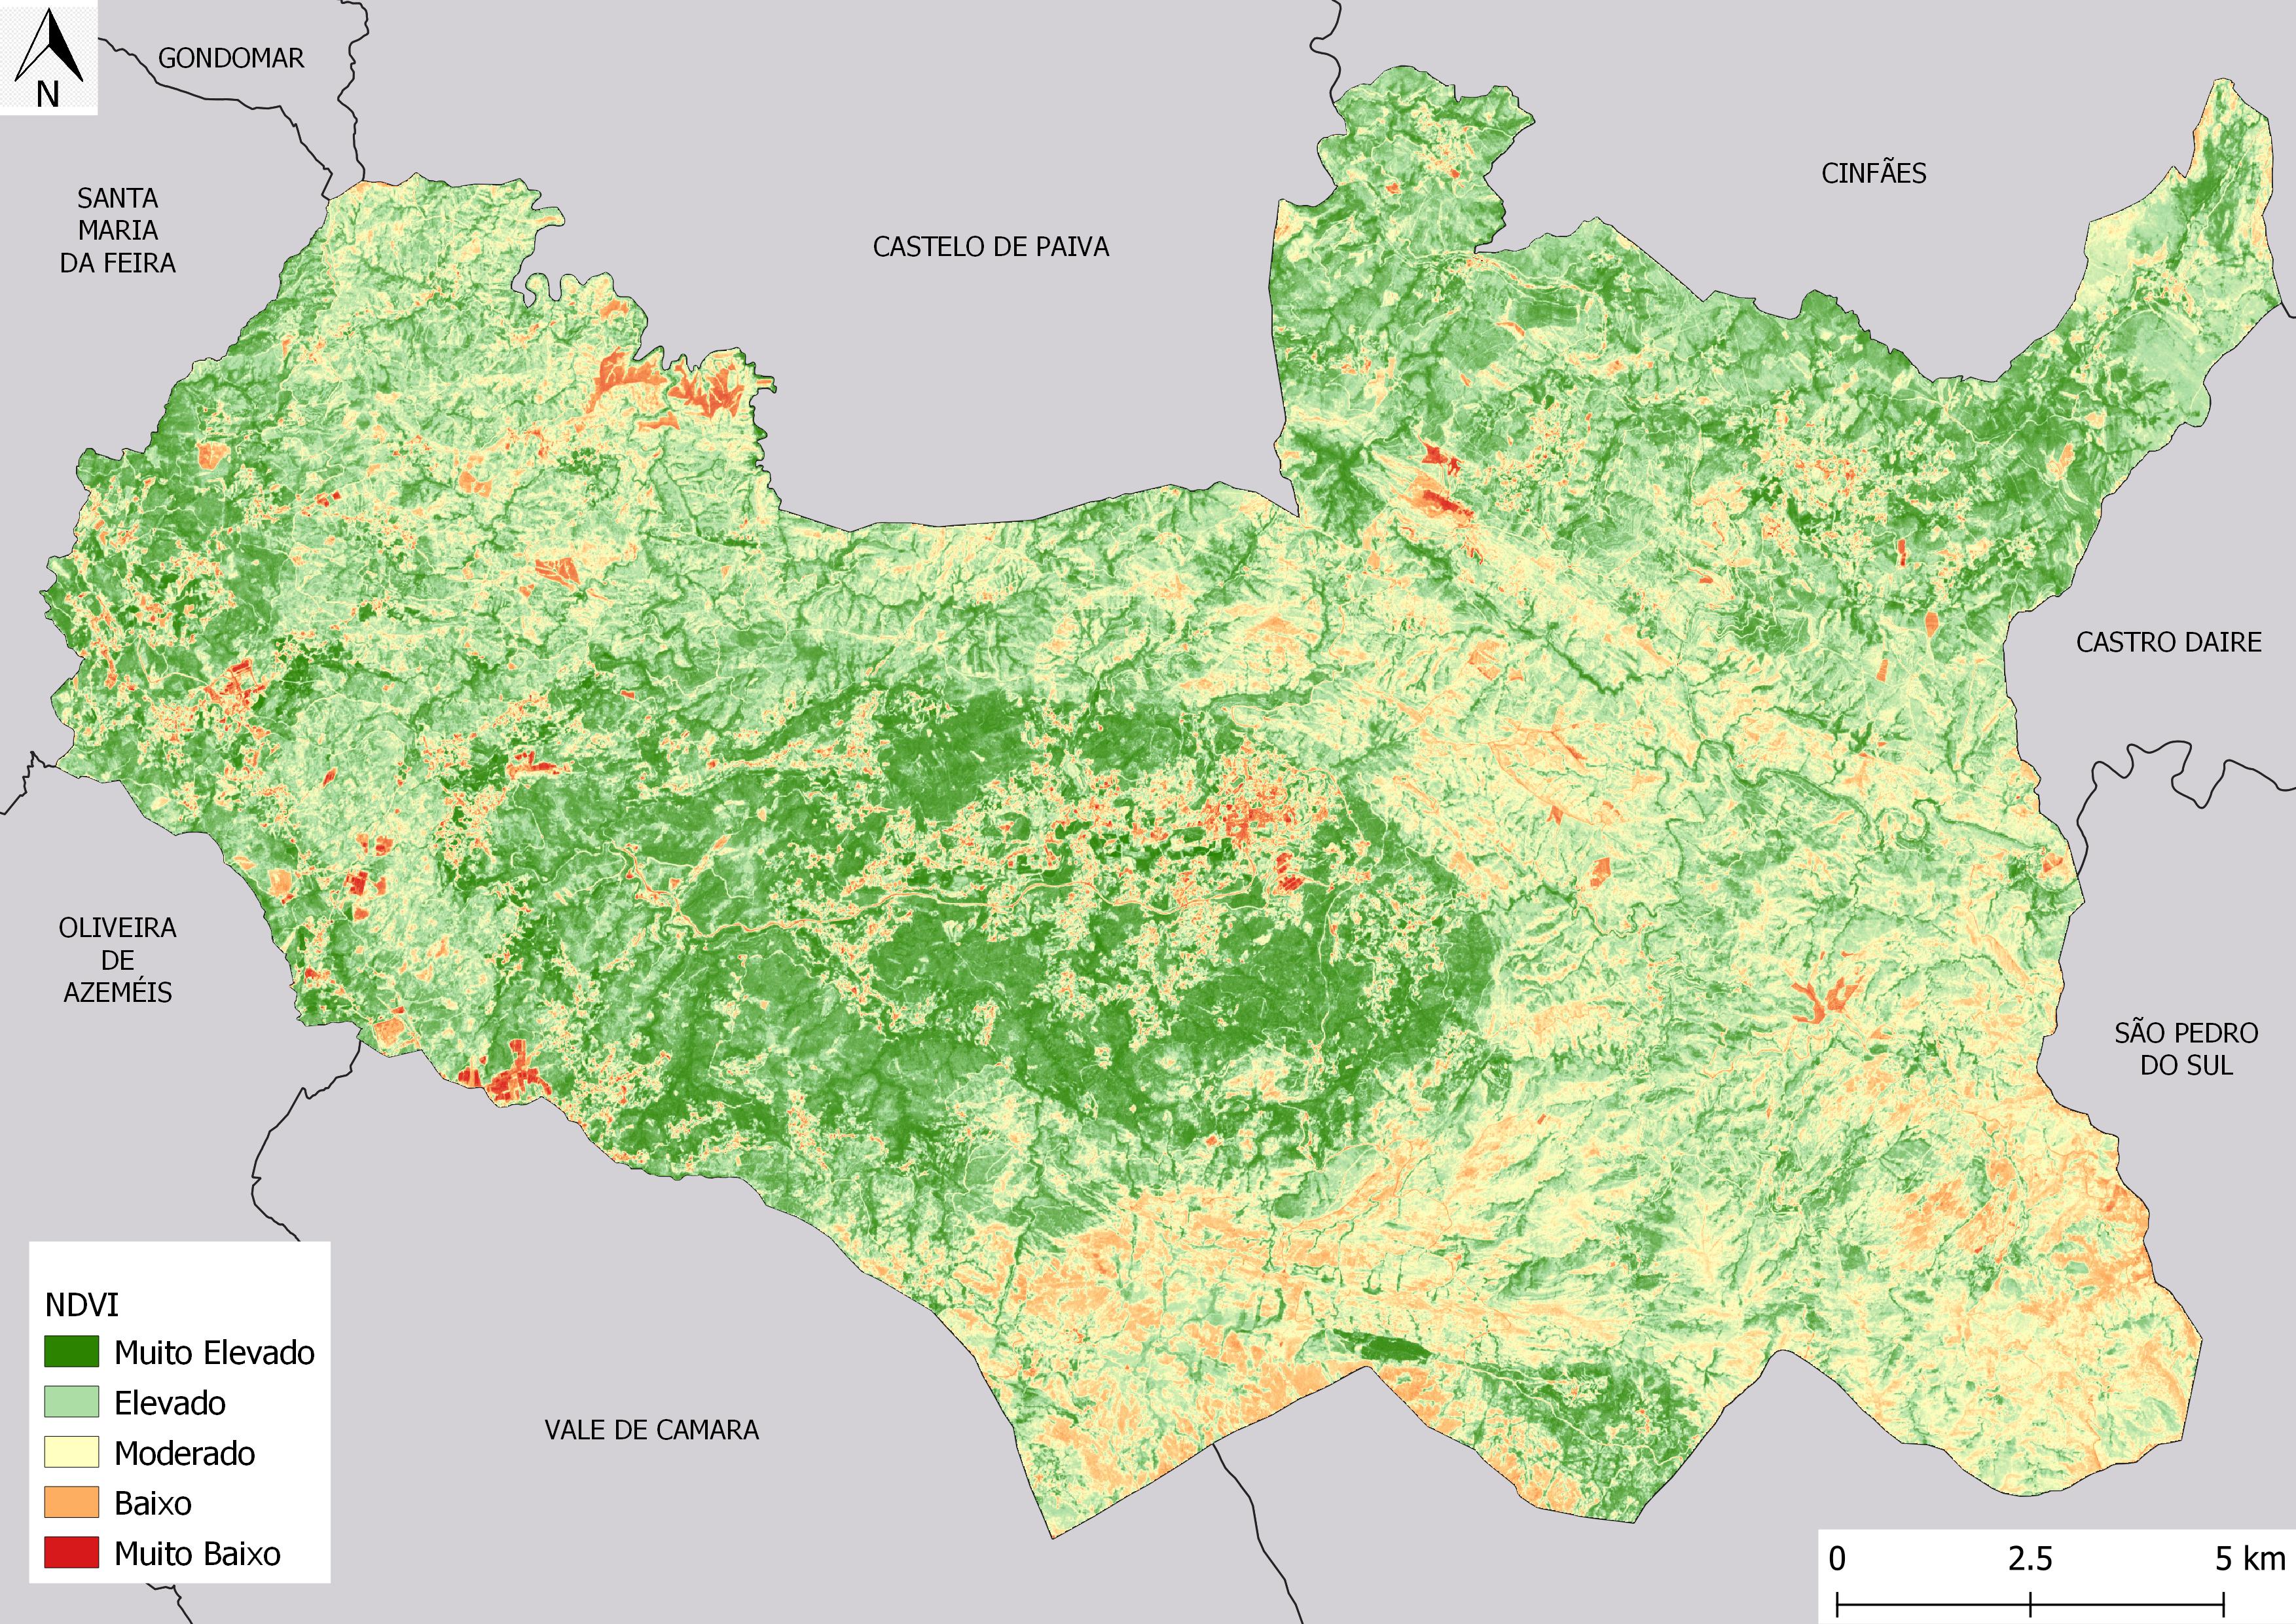 N
GONDOMAR
SANTA
MARIA
DA FEIRA
CASTELO DE PAIVA
CINFÃES
CASTRO DAIRE
OLIVEIRA
DE
AZEMÉIS
SÃO PEDRO
DO SUL
VALE DE CAMARA
NDVI
Muito Elevado
Elevado
Moderado
Baixo
Muito Baixo
0 2.5 5 km